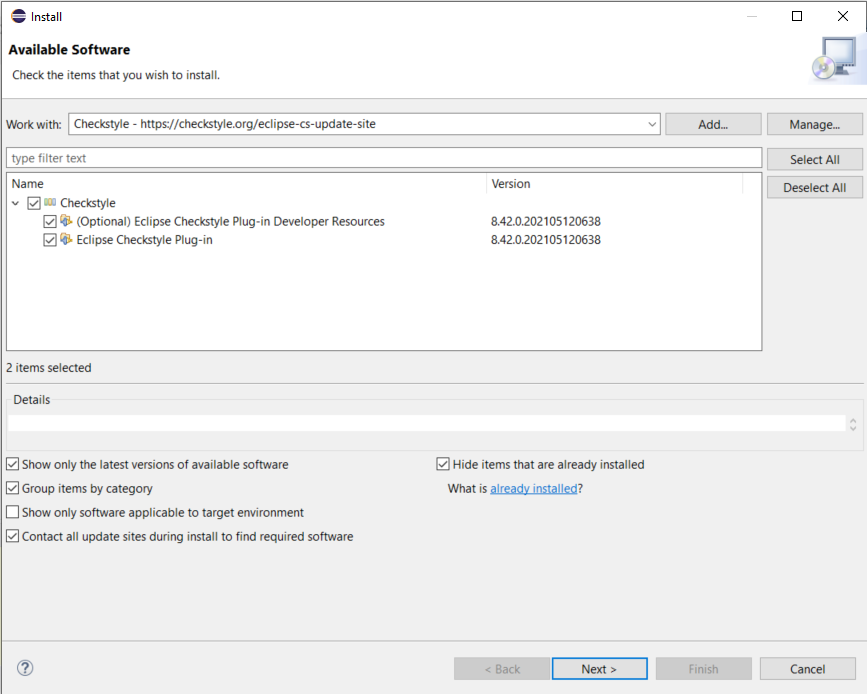 Install
Available Software
Check the items that you wish to install.
Work with: Checkstyle - https://checkstyle.org/eclipse-cs-update-site Add... Manage...
type filter text Select All
Name Version Deselect All
Checkstyle
(Optional) Eclipse Checkstyle Plug-in Developer Resources 8.42.0.202105120638
Eclipse Checkstyle Plug-in 8.42.0.202105120638
2 items selected
Details
Show only the latest versions of available software Hide items that are already installed
Group items by category What is already installed?
Show only software applicable to target environment
Contact all update sites during install to find required software
? < Back Next > Finish Cancel